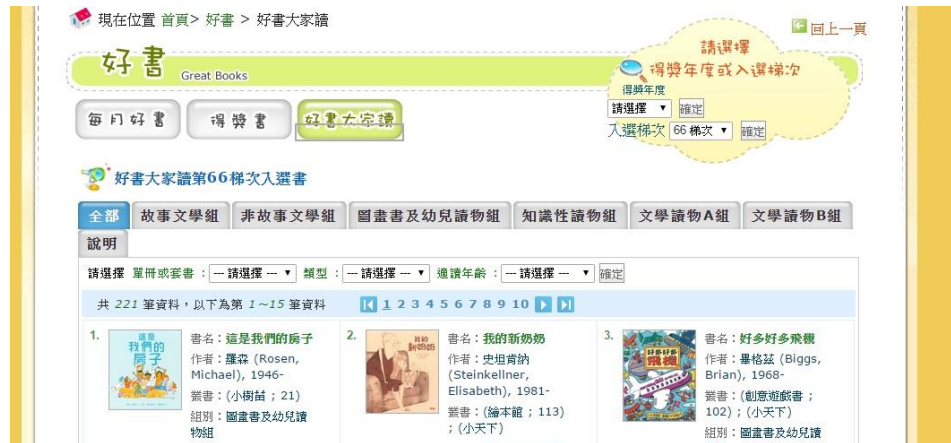 現在位置 首頁> 好書 > 好書大家讀
回上一頁
好書 Great Books
請選擇
得獎年度或入選梯次
得獎年度
請選擇 ▼ 確定
入選梯次 66 梯次 ▼ 確定
每月好書 得獎書 好書大家讀
好書大家讀第66梯次入選書
全部 故事文學組 非故事文學組 圖畫書及幼兒讀物組 知識性讀物組 文學讀物A組 文學讀物B組
說明
請選擇 單冊或套書 : --- 請選擇 --- ▼ 類型 : --- 請選擇 --- ▼ 適讀年齡 : --- 請選擇 --- ▼ 確定
共 221 筆資料，以下為第 1～15 筆資料 1 2 3 4 5 6 7 8 9 10
1.
這是
我們的
房子
書名：這是我們的房子
作者：羅森 (Rosen,
Michael), 1946-
叢書：(小樹苗 ; 21)
組別：圖畫書及幼兒讀
物組
2.
我的
新奶奶
書名：我的新奶奶
作者：史坦肯納
(Steinkellner,
Elisabeth), 1981-
叢書：(繪本館 ; 113)
; (小天下)
3.
好多好多
飛機
書名：好多好多飛機
作者：畢格茲 (Biggs,
Brian), 1968-
叢書：(創意遊戲書 ;
102) ; (小天下)
組別：圖畫書及幼兒讀